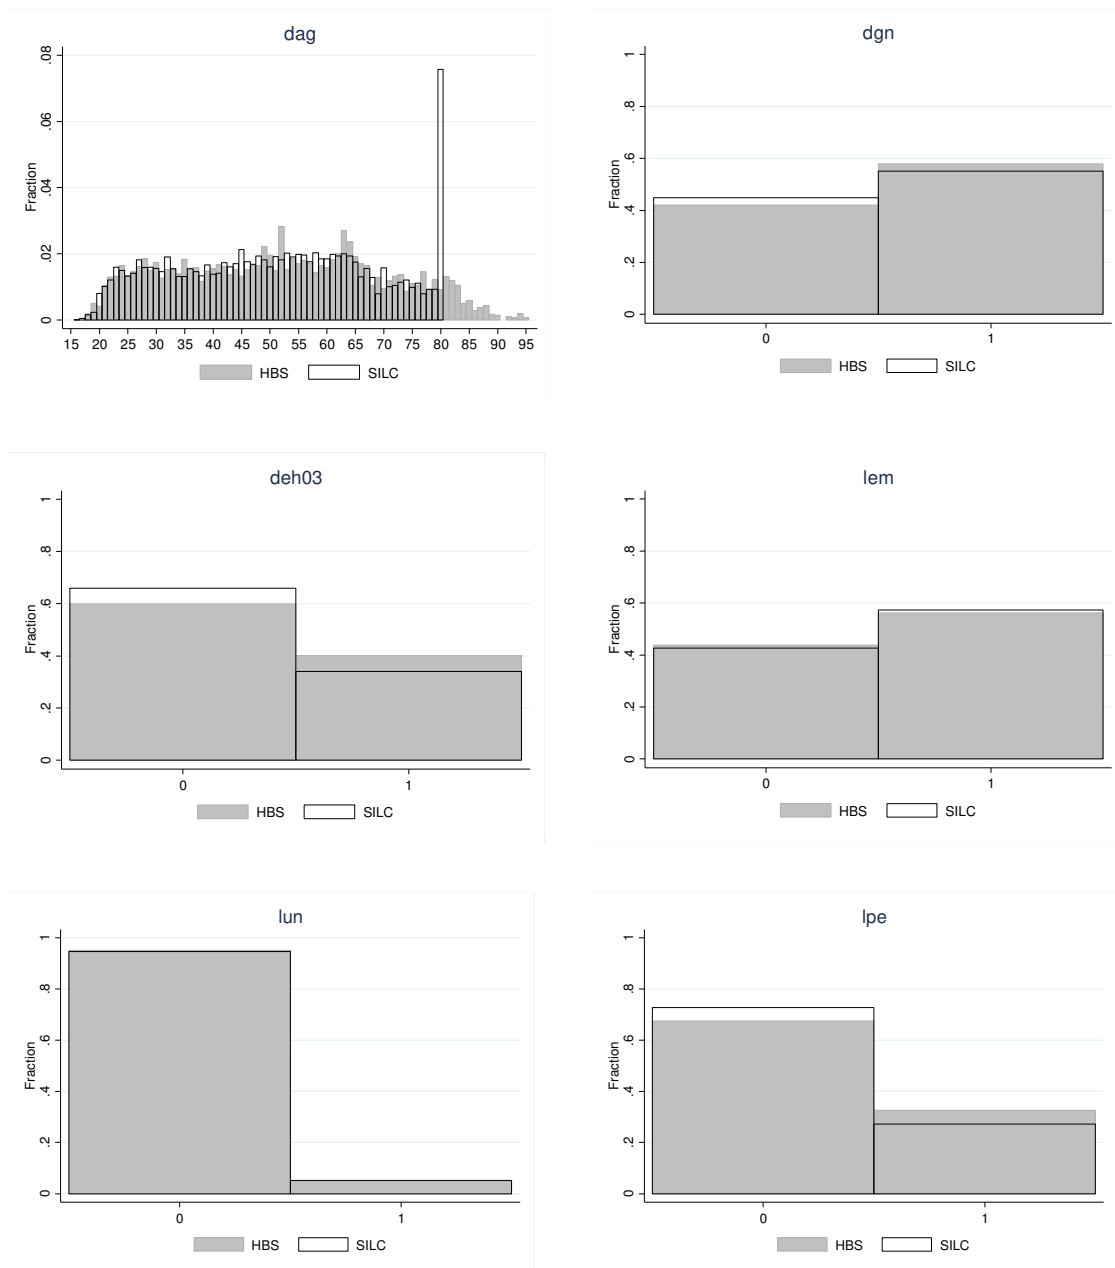 dag
Fraction
0 .02 .04 .06 .08
15 20 25 30 35 40 45 50 55 60 65 70 75 80 85 90 95
HBS SILC
dgn
Fraction
0 .2 .4 .6 .8 1
0 1
HBS SILC
deh03
Fraction
0 .2 .4 .6 .8 1
0 1
HBS SILC
lem
Fraction
0 .2 .4 .6 .8 1
0 1
HBS SILC
lun
Fraction
0 .2 .4 .6 .8 1
0 1
HBS SILC
lpe
Fraction
0 .2 .4 .6 .8 1
0 1
HBS SILC